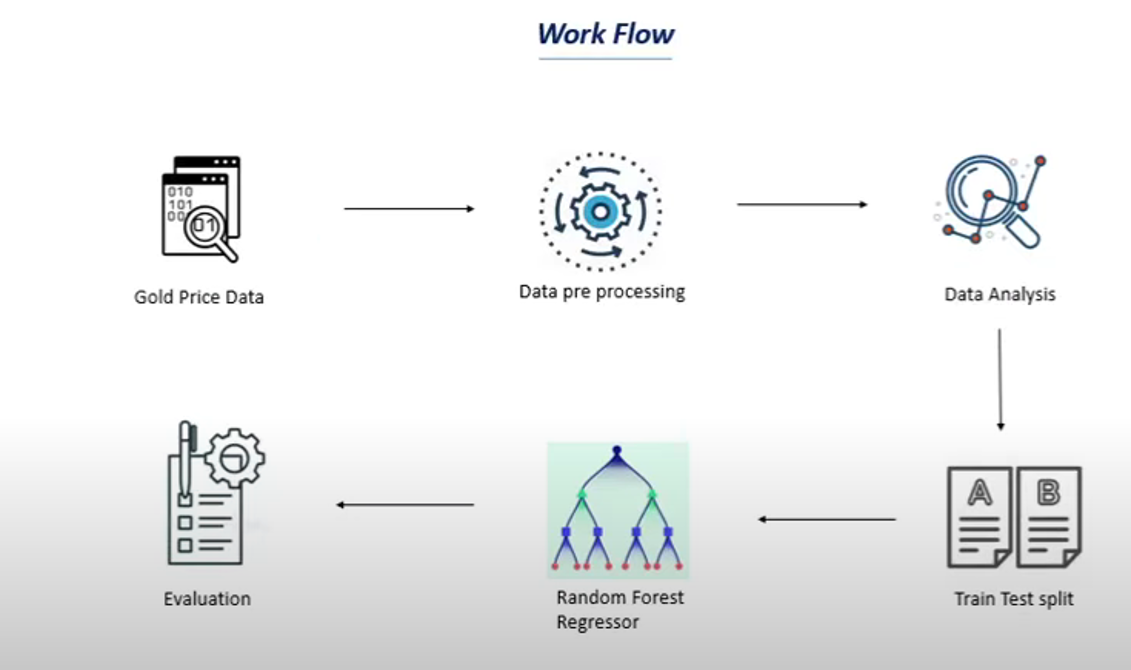 Work Flow
010
101
00
01
Gold Price Data
Data pre processing
Data Analysis
A
B
Train Test split
Random Forest
Regressor
Evaluation